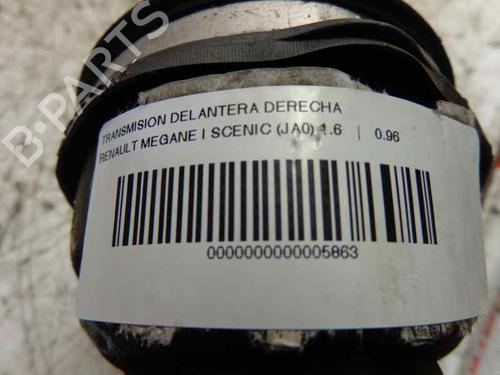 TRANSMISION DELANTERA DERECHA
RENAULT MEGANE I SCENIC (JA0) 1.6 | 0.96
0000000000005863
B-PARTS